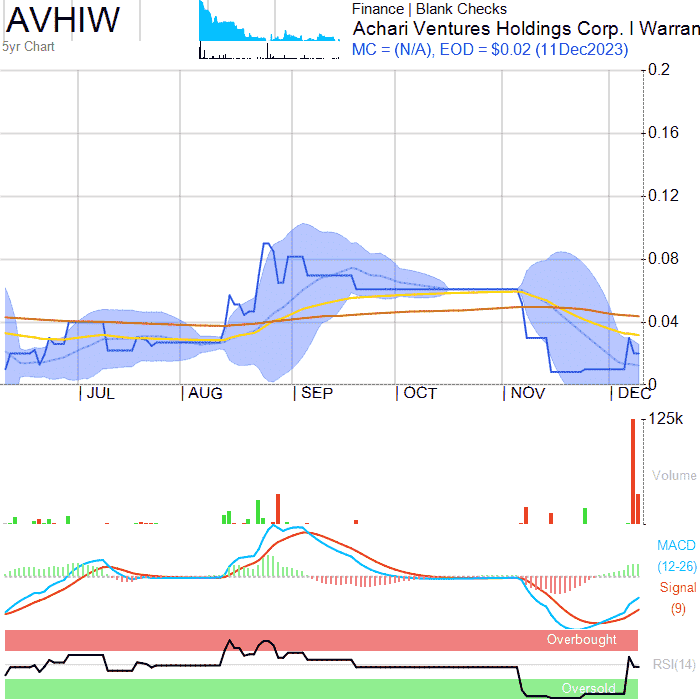 AVHIW
5yr Chart
Finance | Blank Checks
Achari Ventures Holdings Corp. I Warran
MC = (N/A), EOD = $0.02 (11Dec2023)
0.2
0.16
0.12
0.08
0.04
0
JUL AUG SEP OCT NOV DEC
125k
Volume
MACD
(12-26)
Signal
(9)
Overbought
RSI(14)
Oversold